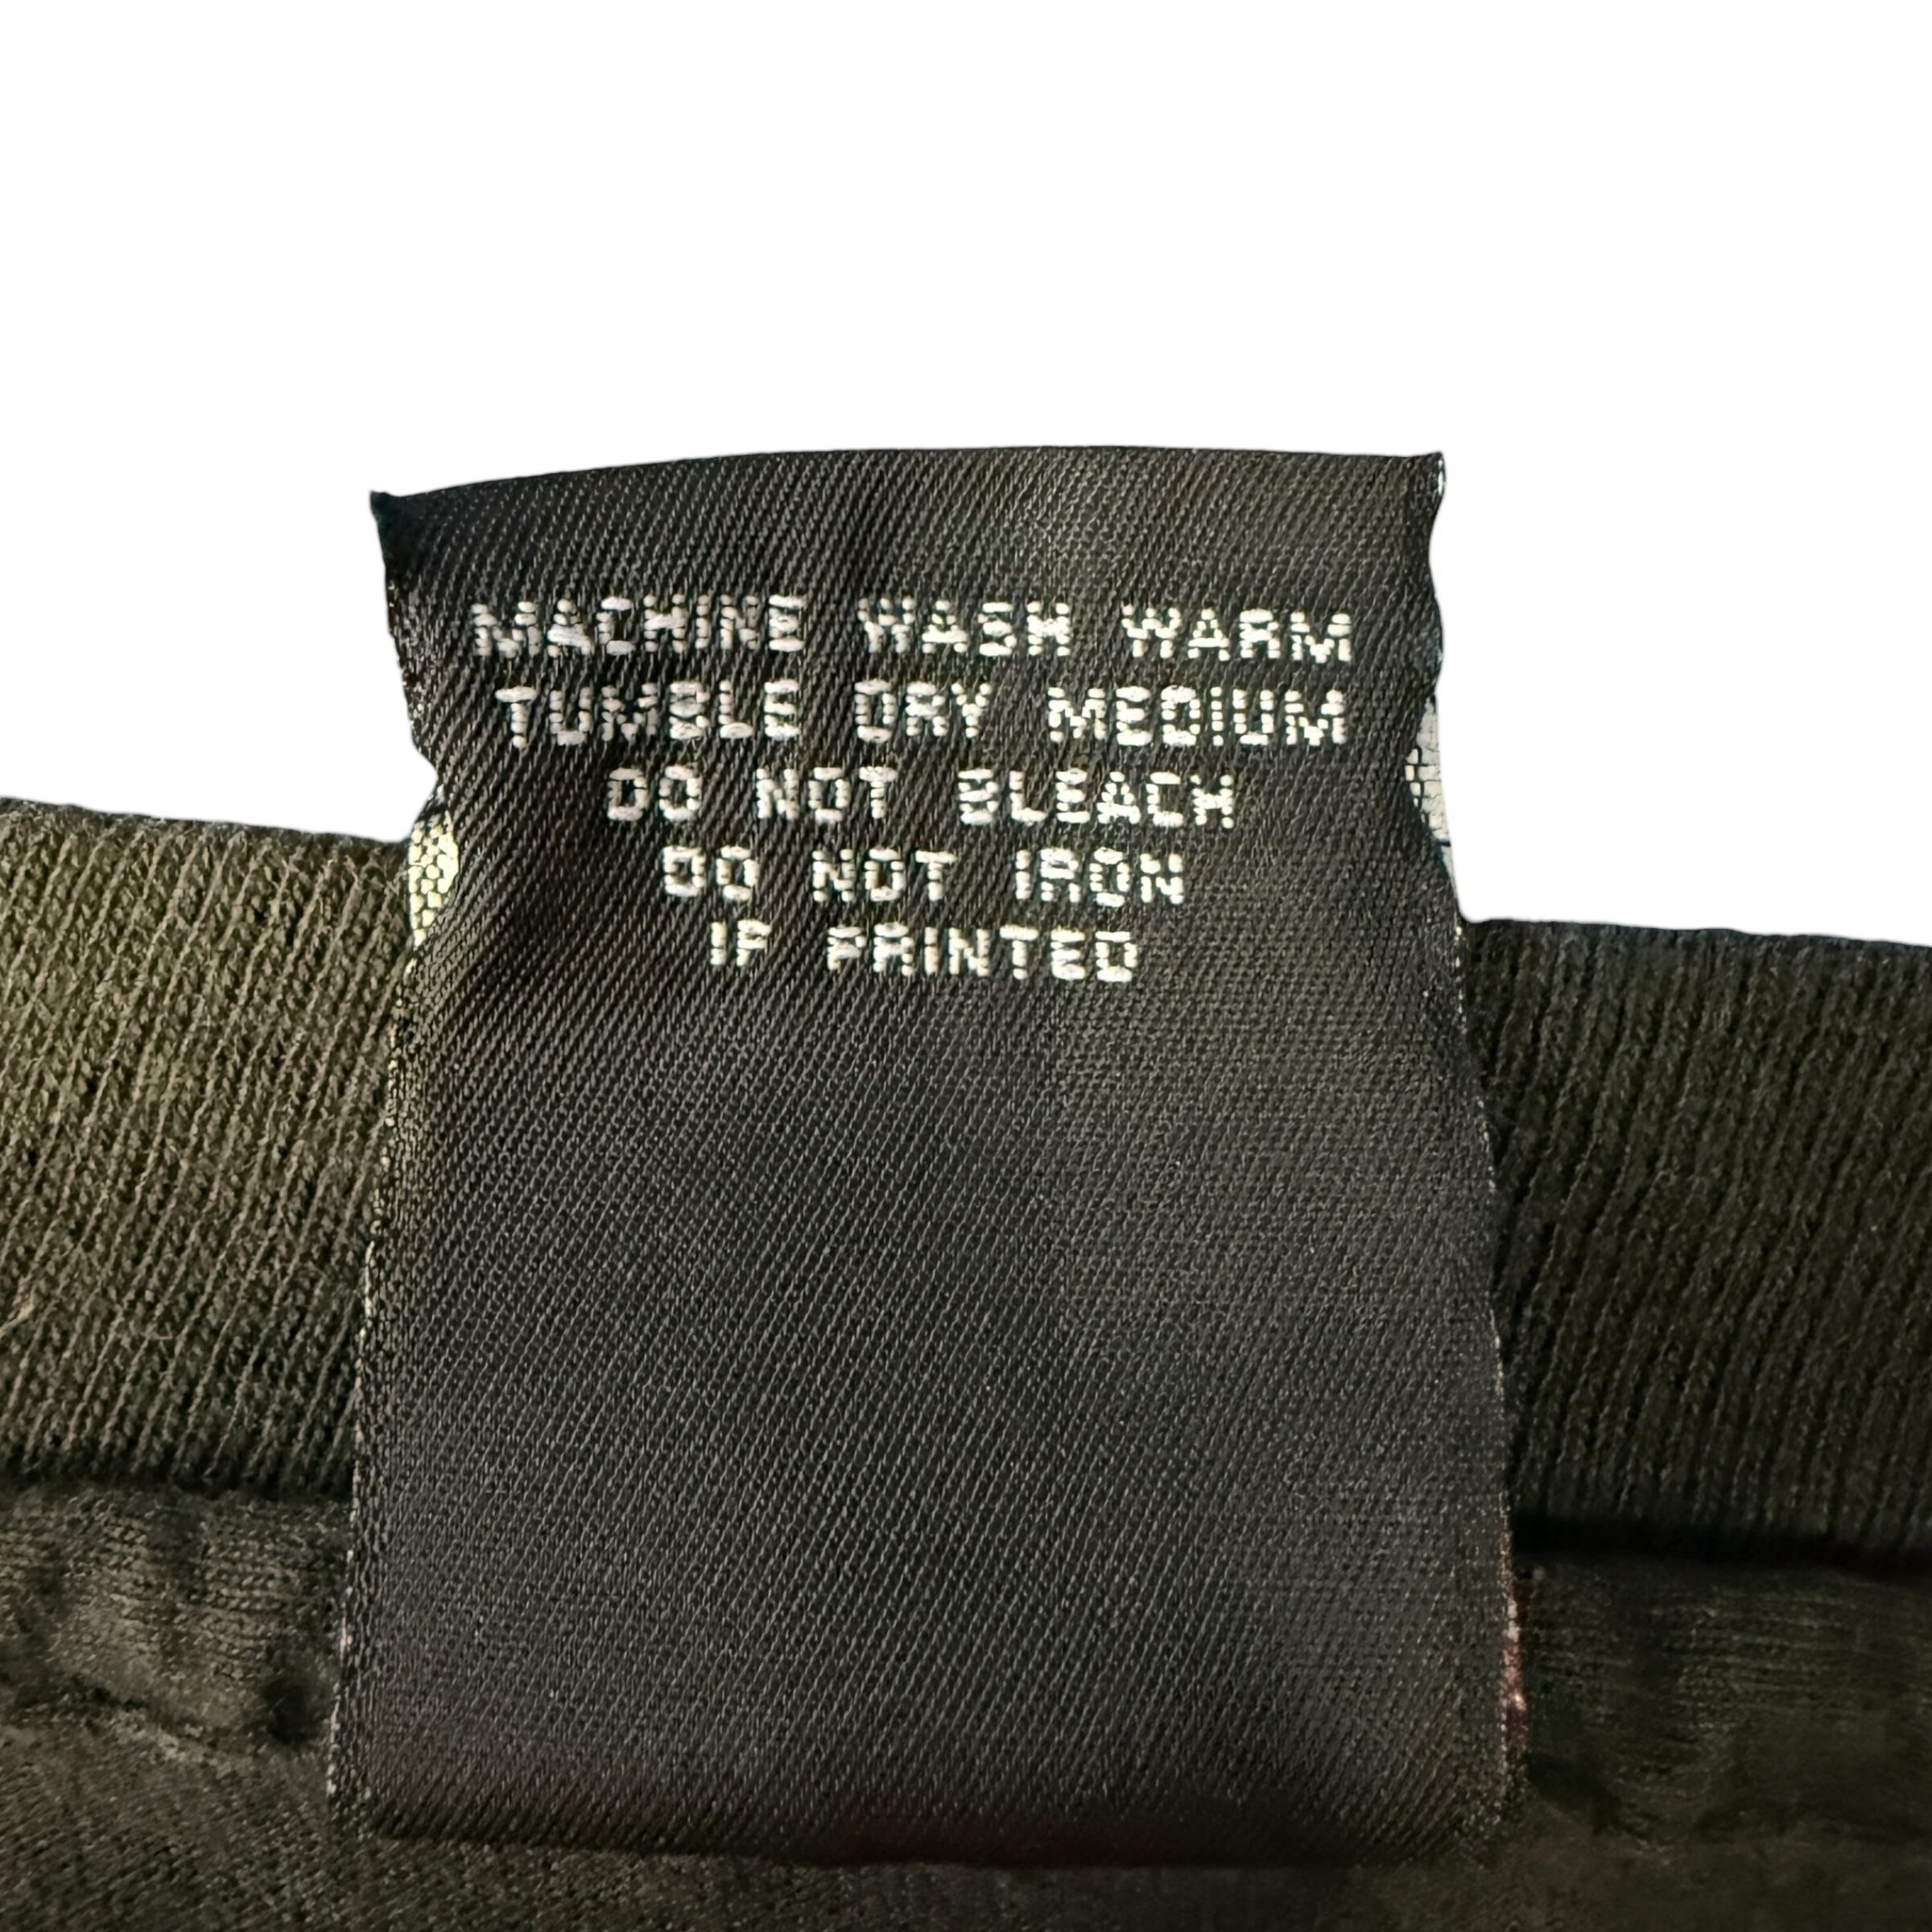 MACHINE WASH WARM
TUMBLE DRY MEDIUM
DO NOT BLEACH
DO NOT IRON
IF PRINTED